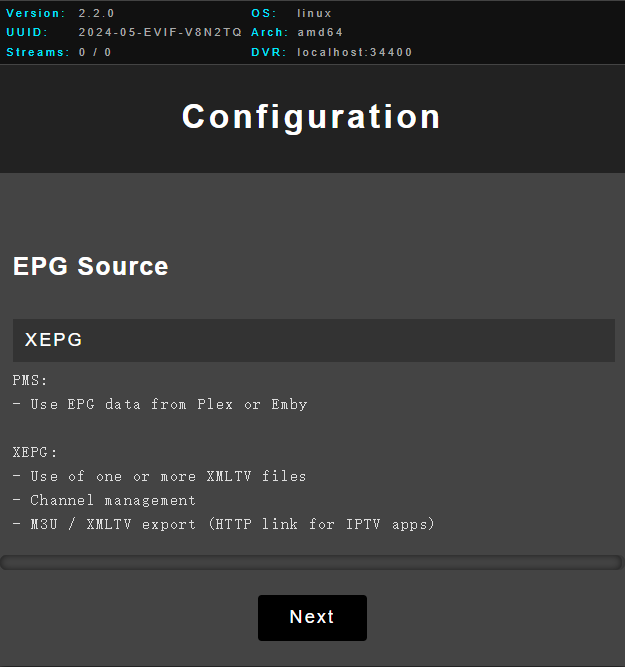 Version: 2.2.0 OS: linux
UUID: 2024-05-EVIF-V8N2TQ Arch: amd64
Streams: 0 / 0 DVR: localhost:34400
Configuration
EPG Source
XEPG
PMS:
- Use EPG data from Plex or Emby
XEPG:
- Use of one or more XMLTV files
- Channel management
- M3U / XMLTV export (HTTP link for IPTV apps)
Next